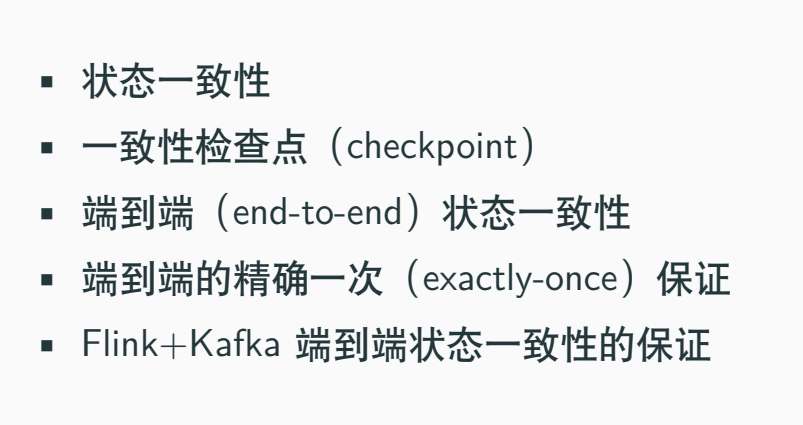 ▪ 状态一致性
▪ 一致性检查点（checkpoint）
▪ 端到端（end-to-end）状态一致性
▪ 端到端的精确一次（exactly-once）保证
▪ Flink+Kafka 端到端状态一致性的保证